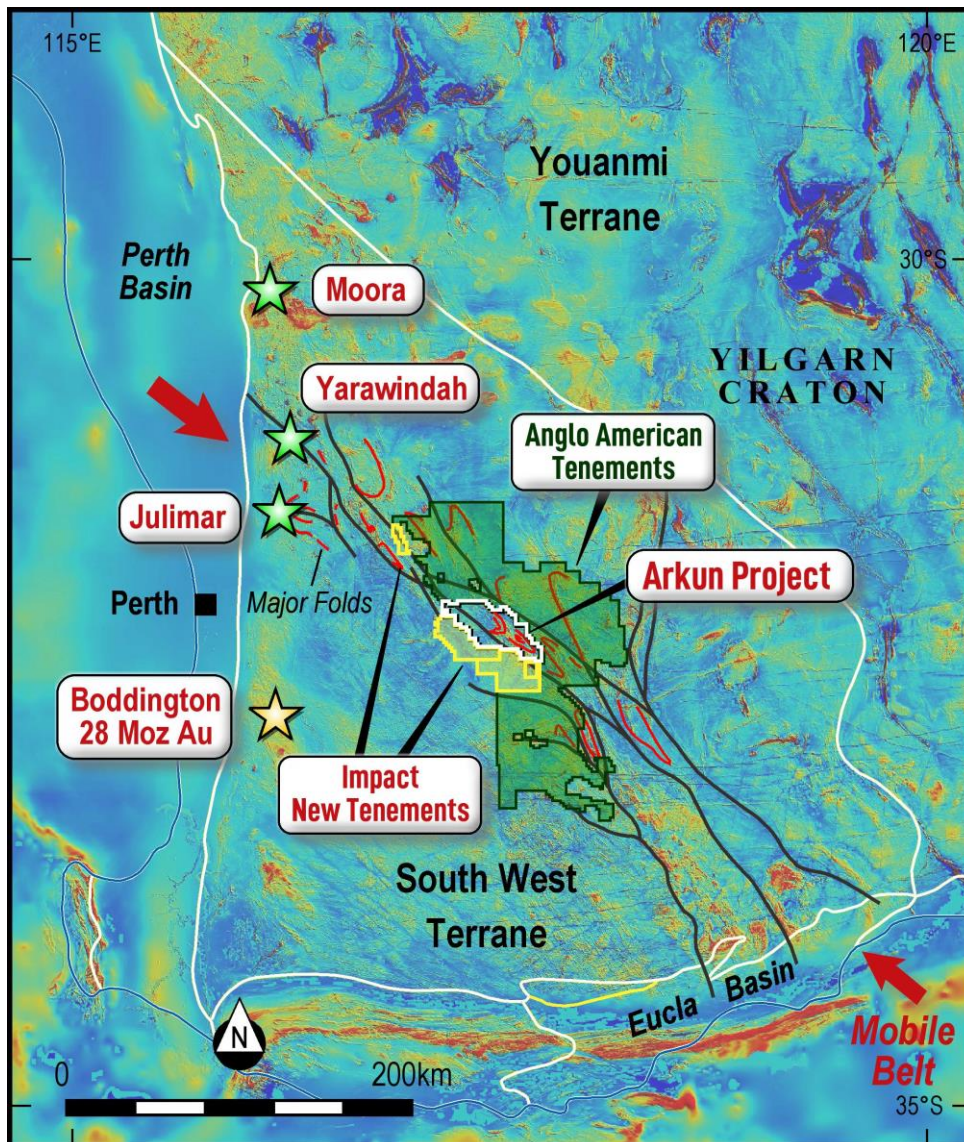 115°E
120°E
Youanmi
Terrane
Perth
Basin
30°S
Moora
YILGARN
CRATON
Yarawindah
Anglo American
Tenements
Julimar
Arkun Project
Perth
Major Folds
Boddington
28 Moz Au
Impact
New Tenements
South West
Terrane
Eucla Basin
Mobile
Belt
N
0
200km
35°S